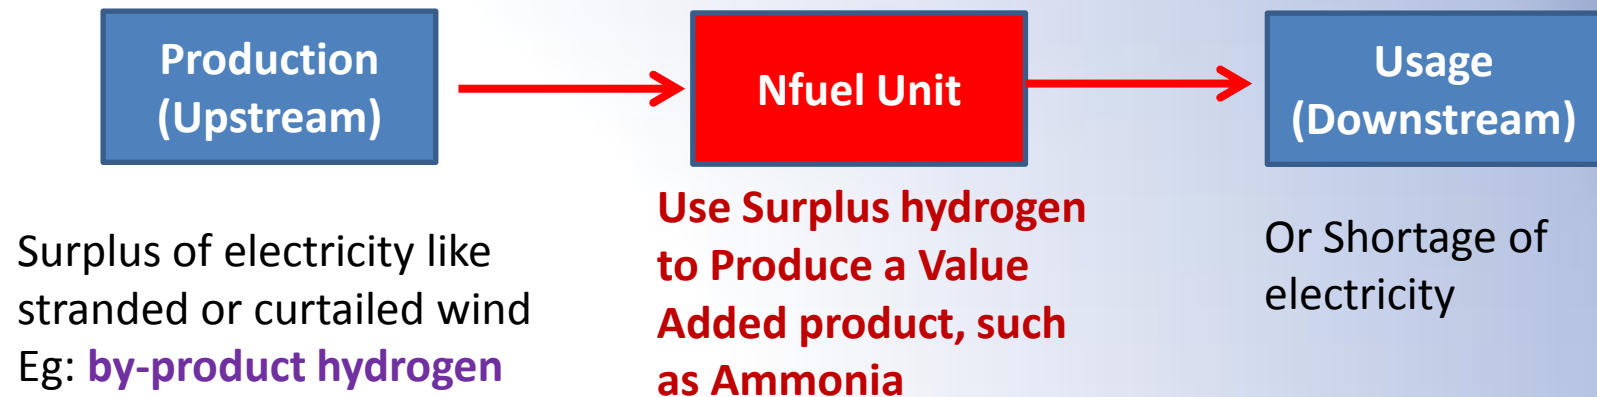 Production
(Upstream)
Nfuel Unit
Usage
(Downstream)
Surplus of electricity like
stranded or curtailed wind
Eg: by-product hydrogen
Use Surplus hydrogen
to Produce a Value
Added product, such
as Ammonia
Or Shortage of
electricity